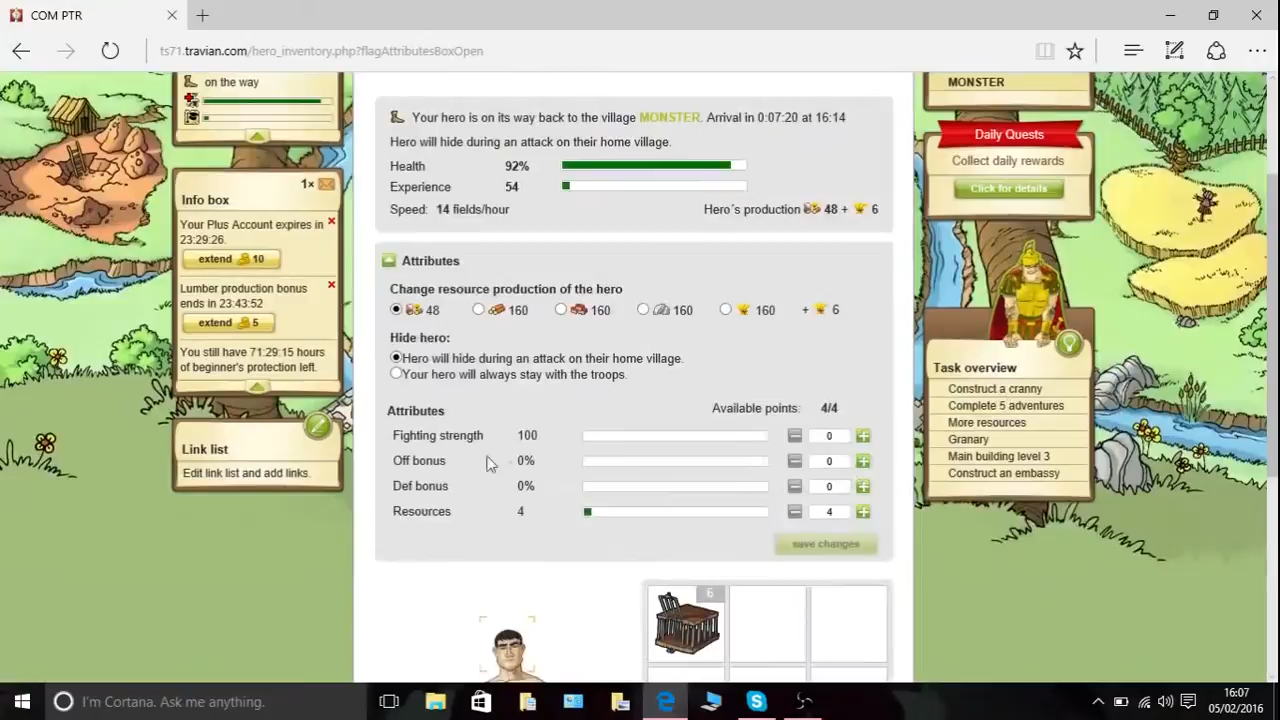 COM PTR
ts71.travian.com/hero_inventory.php?flagAttributesBoxOpen
on the way
1×
Info box
Your Plus Account expires in
23:29:26.
extend 10
Lumber production bonus
ends in 23:43:52
extend 5
You still have 71:29:15 hours
of beginner's protection left.
Link list
Edit link list and add links.
Your hero is on its way back to the village MONSTER. Arrival in 0:07:20 at 16:14
Hero will hide during an attack on their home village.
Health 92%
Experience 54
Speed: 14 fields/hour Hero´s production 48 + 6
Attributes
Change resource production of the hero
48 160 160 160 160 + 6
Hide hero:
Hero will hide during an attack on their home village.
Your hero will always stay with the troops.
Attributes Available points: 4/4
Fighting strength 100 0
Off bonus 0% 0
Def bonus 0% 0
Resources 4 4
save changes
6
MONSTER
Daily Quests
Collect daily rewards
Click for details
Task overview
Construct a cranny
Complete 5 adventures
More resources
Granary
Main building level 3
Construct an embassy
I'm Cortana. Ask me anything.
16:07
05/02/2016